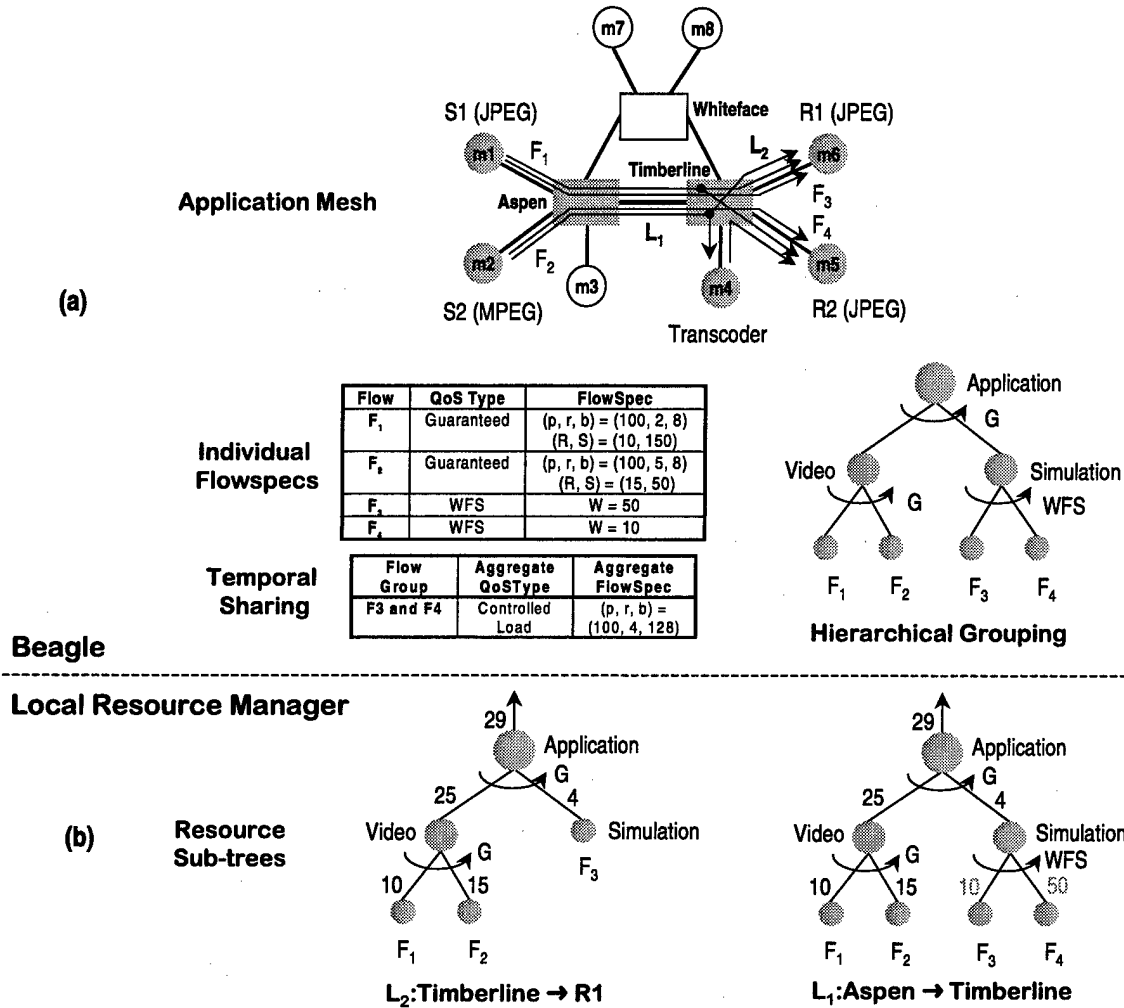 m7
m8
Whiteface
S1 (JPEG)
R1 (JPEG)
m1
F1
L2
m6
Timberline
Application Mesh
Aspen
F3
F4
L1
m2
F2
m3
m4
m5
(a)
S2 (MPEG)
R2 (JPEG)
Transcoder
Individual Flowspecs
Flow QoS Type FlowSpec
F1 Guaranteed (p, r, b) = (100, 2, 8)
(R, S) = (10, 150)
F2 Guaranteed (p, r, b) = (100, 5, 8)
(R, S) = (15, 50)
F3 WFS W = 50
F4 WFS W = 10
Temporal Sharing
Flow Group Aggregate QoSType Aggregate FlowSpec
F3 and F4 Controlled Load (p, r, b) = (100, 4, 128)
Application
G
Video
Simulation
G
WFS
F1 F2 F3 F4
Hierarchical Grouping
Beagle
Local Resource Manager
(b)
Resource Sub-trees
29
Application
G
25 4
Video
Simulation
G
F3
10 15
F1 F2
L2:Timberline → R1
29
Application
G
25 4
Video
Simulation
G
WFS
10 15 10 50
F1 F2 F3 F4
L1:Aspen → Timberline